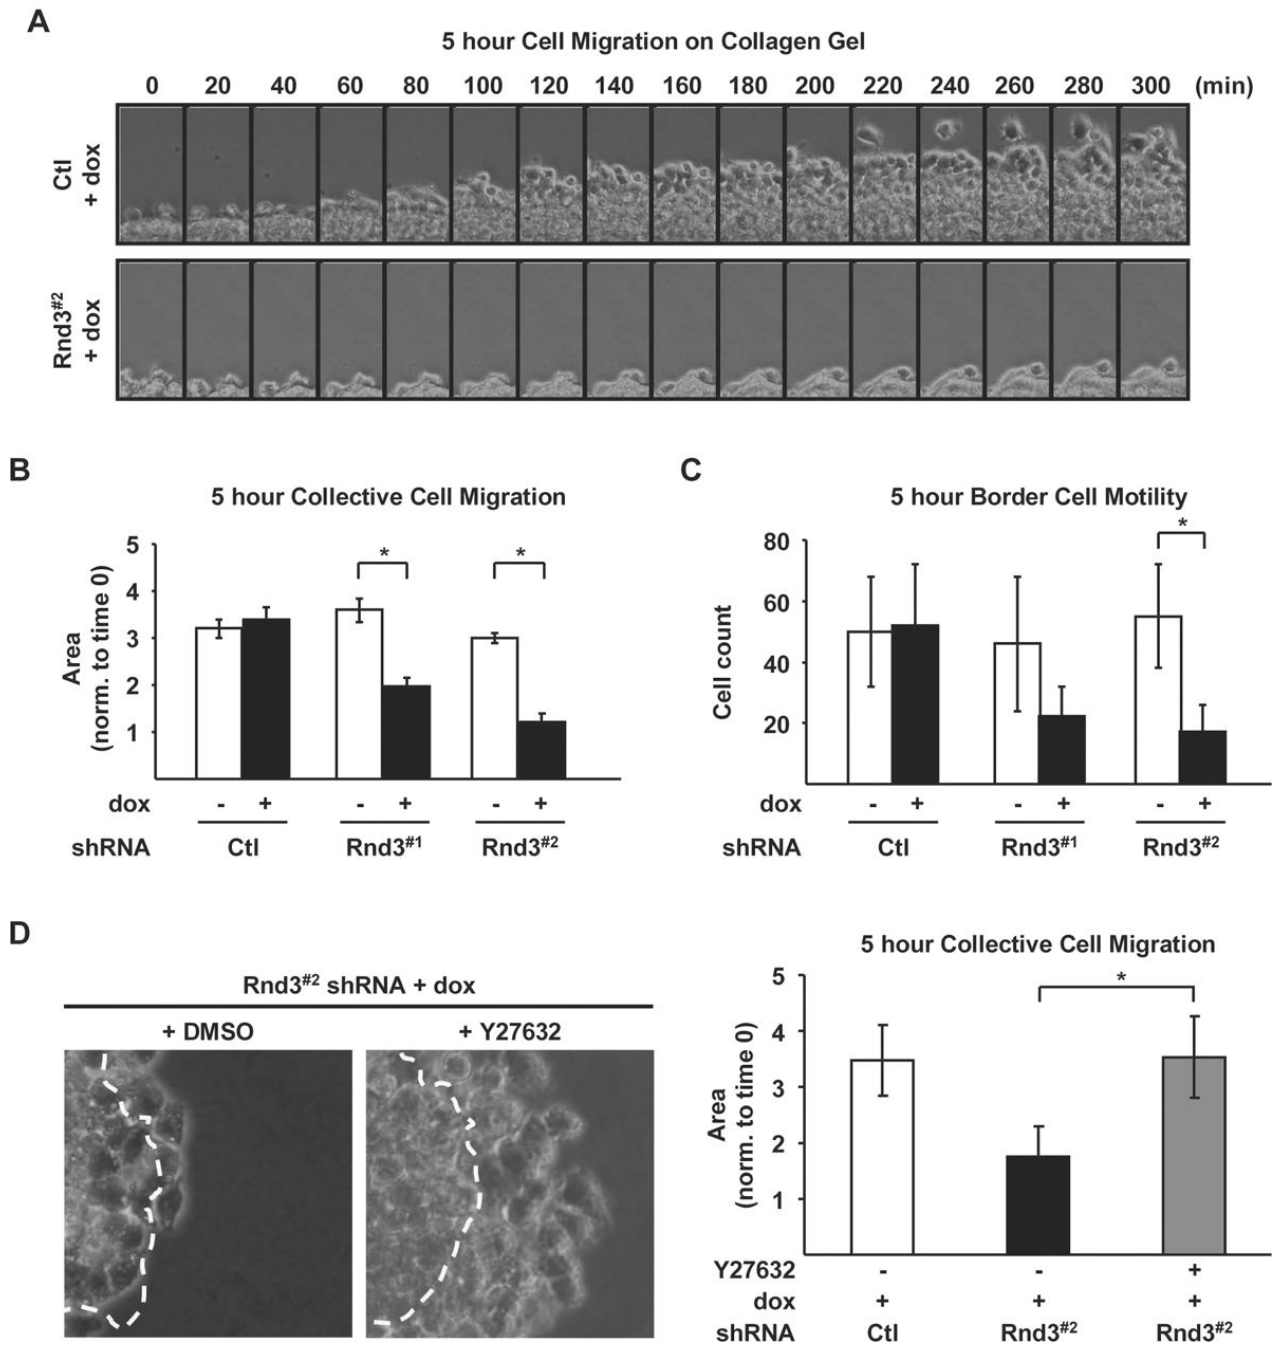 A
5 hour Cell Migration on Collagen Gel
0 20 40 60 80 100 120 140 160 180 200 220 240 260 280 300 (min)
Ctl
+ dox
Rnd3#2
+ dox
B
5 hour Collective Cell Migration
Area
(norm. to time 0)
5
4
3
2
1
* *
dox - + - + - +
shRNA Ctl Rnd3#1 Rnd3#2
C
5 hour Border Cell Motility
Cell count
80
60
40
20
*
dox - + - + - +
shRNA Ctl Rnd3#1 Rnd3#2
D
Rnd3#2 shRNA + dox
+ DMSO + Y27632
5 hour Collective Cell Migration
Area
(norm. to time 0)
5
4
3
2
1
*
Y27632 - - +
dox + + +
shRNA Ctl Rnd3#2 Rnd3#2